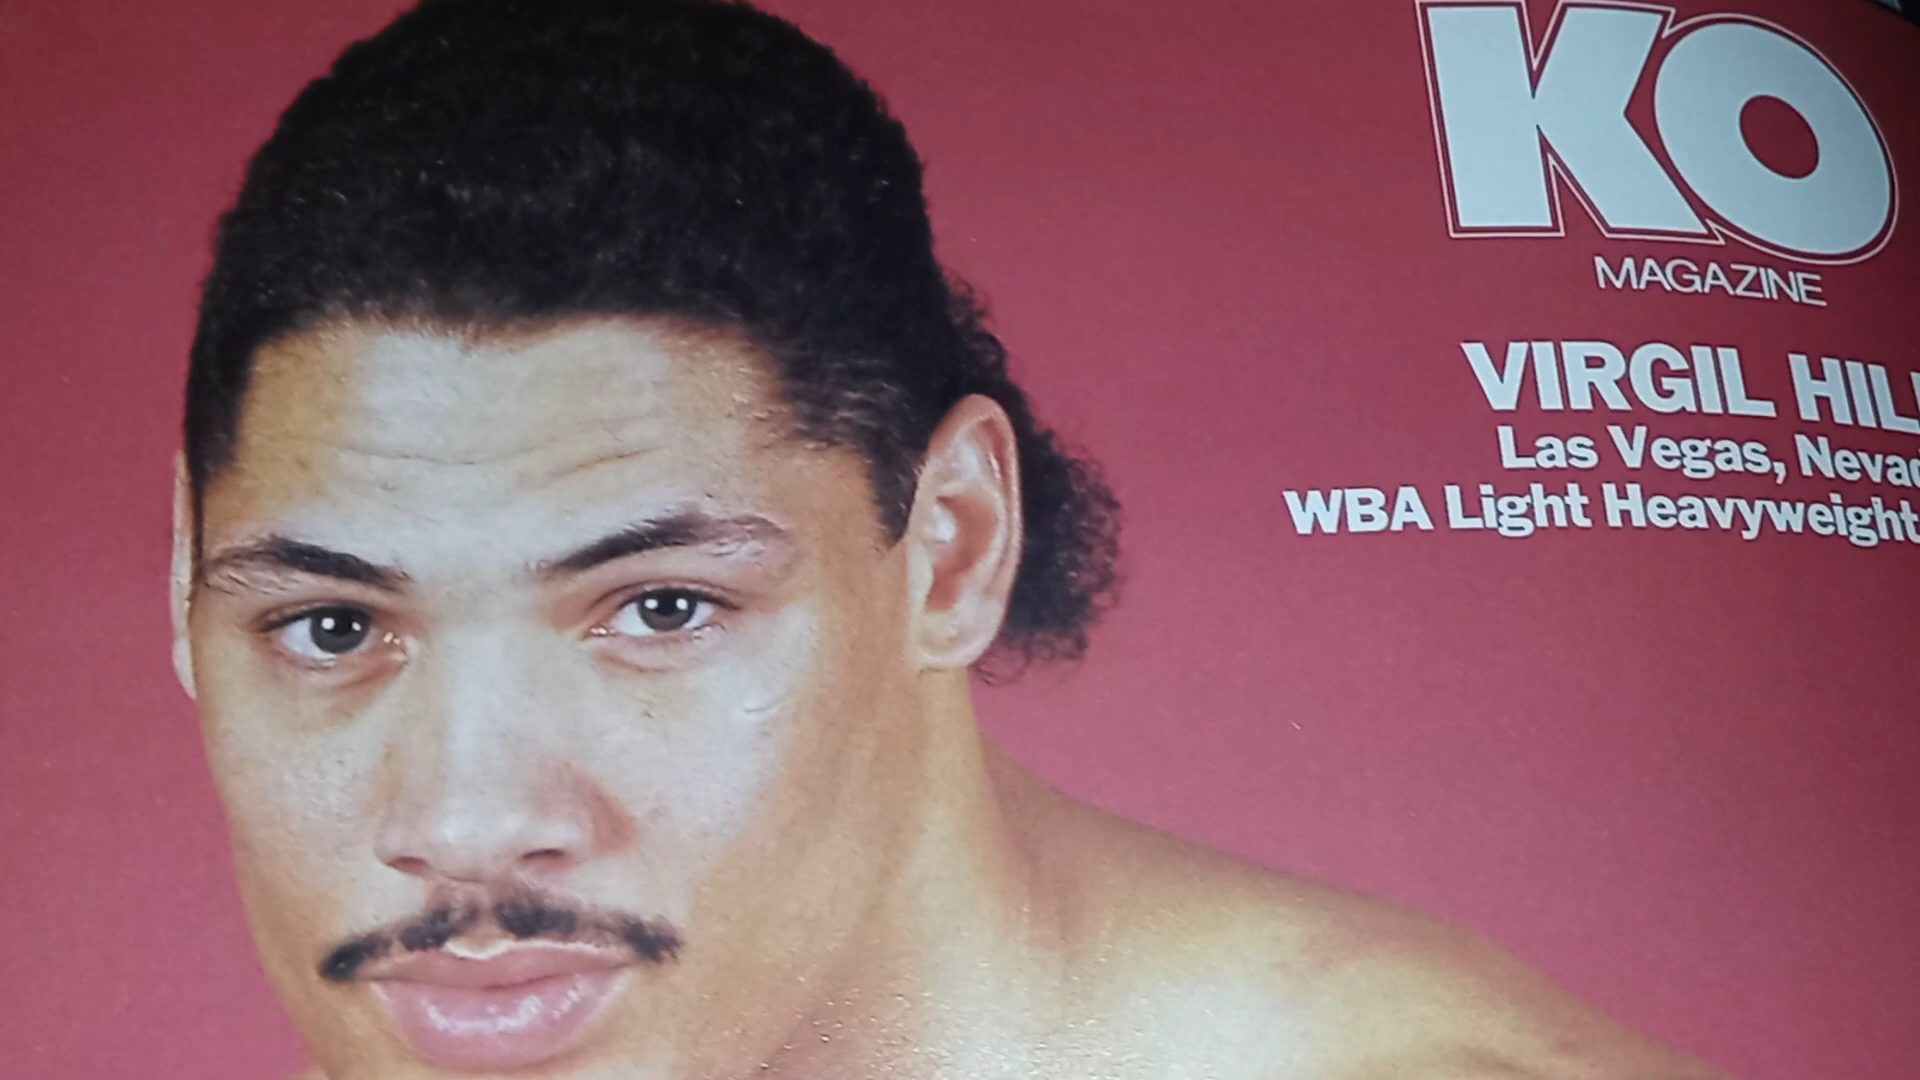 KO
MAGAZINE
VIRGIL HIL
Las Vegas, Nevad
WBA Light Heavyweight